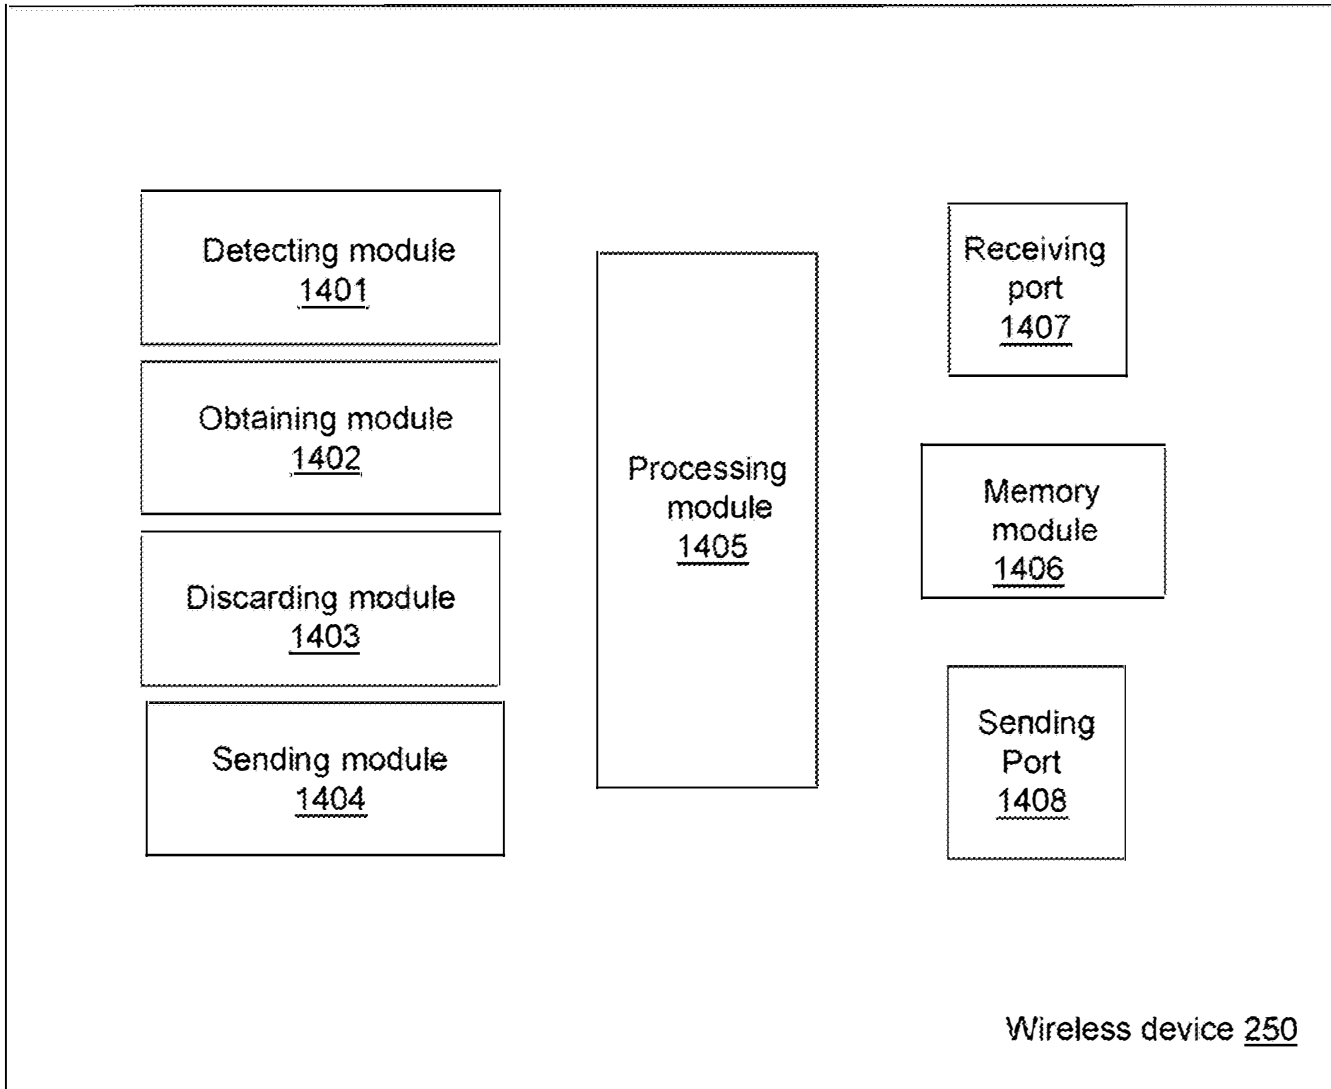 Detecting module
1401
Obtaining module
1402
Discarding module
1403
Sending module
1404
Processing
module
1405
Receiving
port
1407
Memory
module
1406
Sending
Port
1408
Wireless device 250